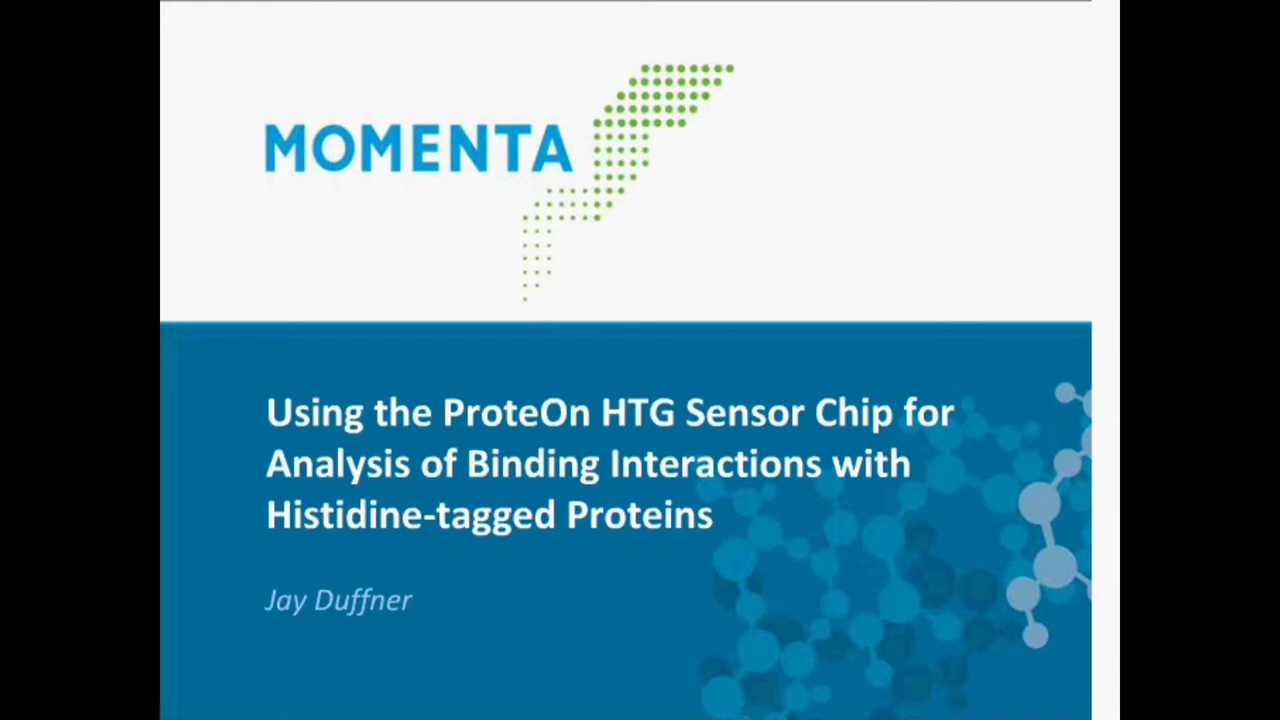 MOMENTA
Using the ProteOn HTG Sensor Chip for
Analysis of Binding Interactions with
Histidine-tagged Proteins
Jay Duffner